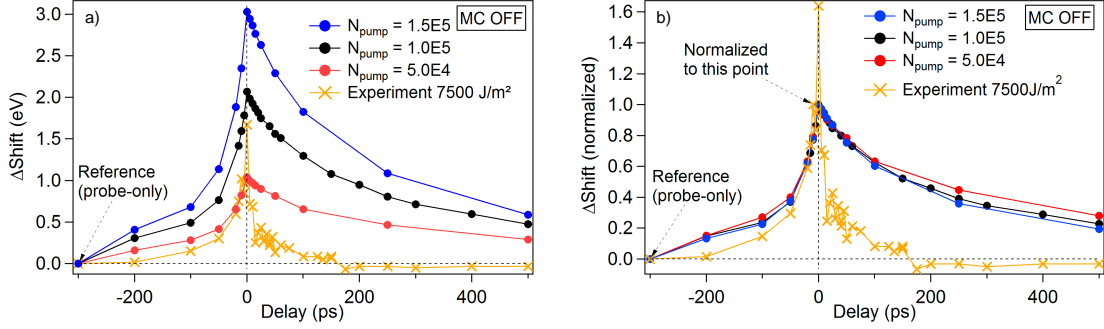 a)
MC OFF
N_pump = 1.5E5
N_pump = 1.0E5
N_pump = 5.0E4
Experiment 7500 J/m²
Reference
(probe-only)
ΔShift (eV)
3.0
2.5
2.0
1.5
1.0
0.5
0.0
-200
0
200
400
Delay (ps)
b)
MC OFF
N_pump = 1.5E5
N_pump = 1.0E5
N_pump = 5.0E4
Experiment 7500J/m²
Normalized
to this point
Reference
(probe-only)
ΔShift (normalized)
1.6
1.4
1.2
1.0
0.8
0.6
0.4
0.2
0.0
-200
0
200
400
Delay (ps)